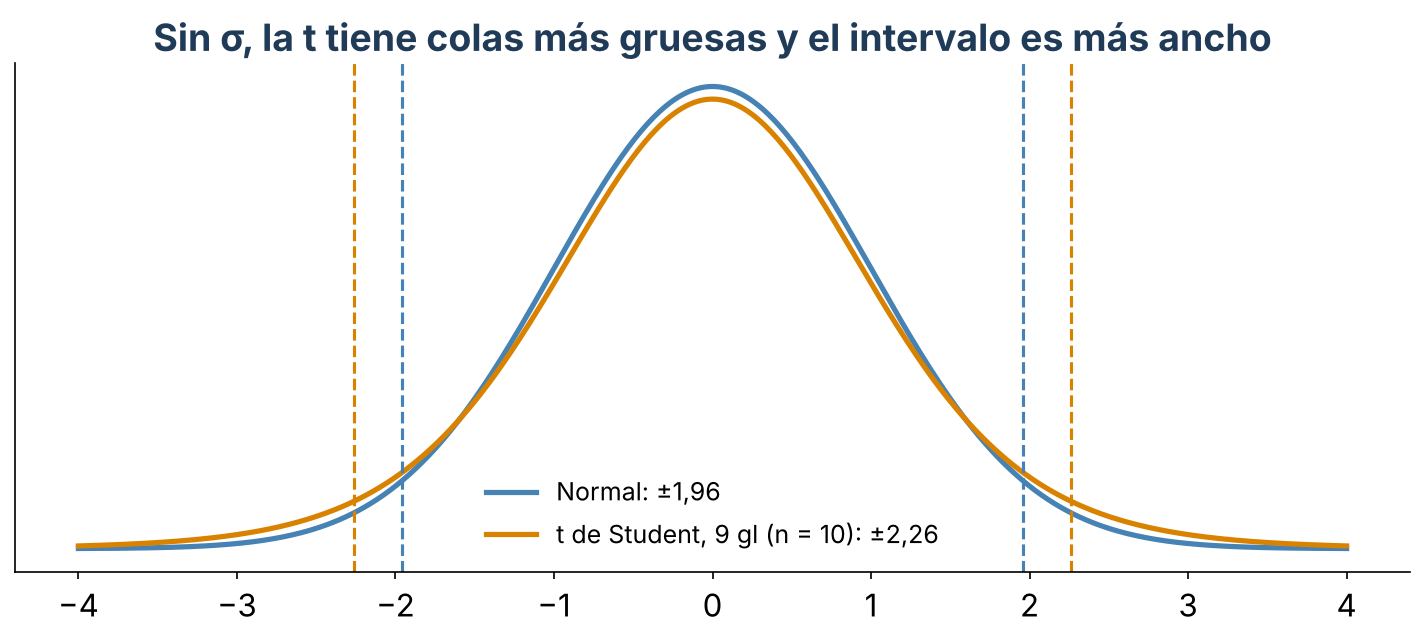 Sin σ, la t tiene colas más gruesas y el intervalo es más ancho
Normal: ±1,96
t de Student, 9 gl (n = 10): ±2,26
−4 −3 −2 −1 0 1 2 3 4